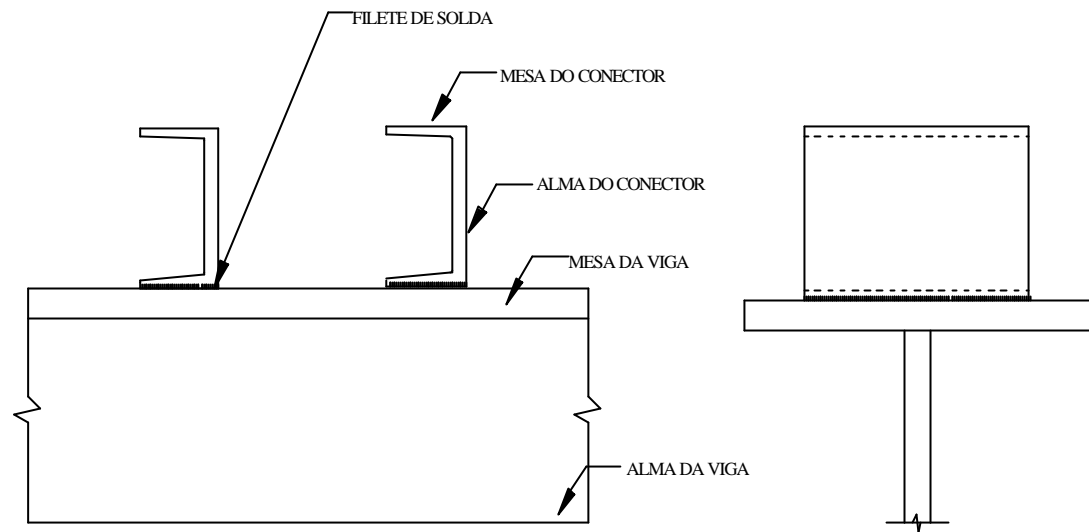 FILETE DE SOLDA
MESA DO CONECTOR
ALMA DO CONECTOR
MESA DA VIGA
ALMA DA VIGA